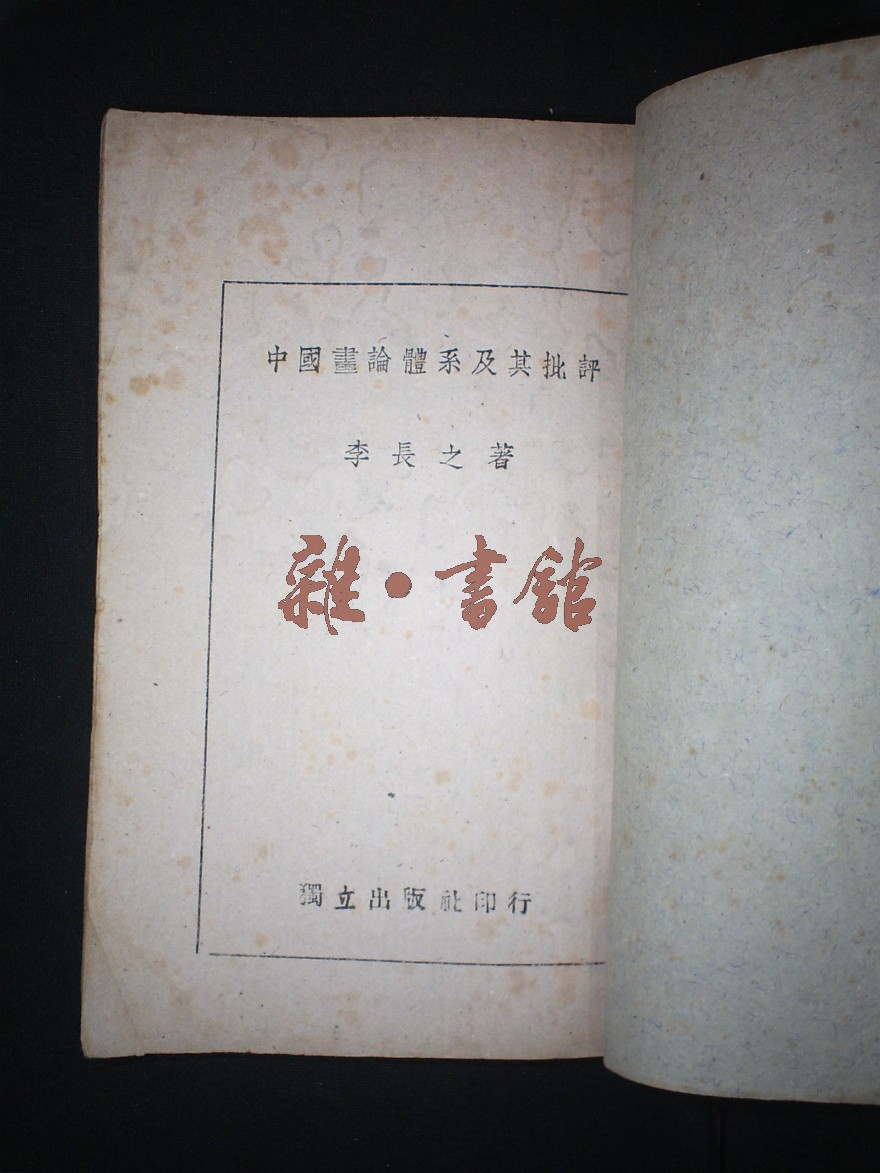 中國畫論體系及其批評
李長之著
雜·書館
獨立出版社印行